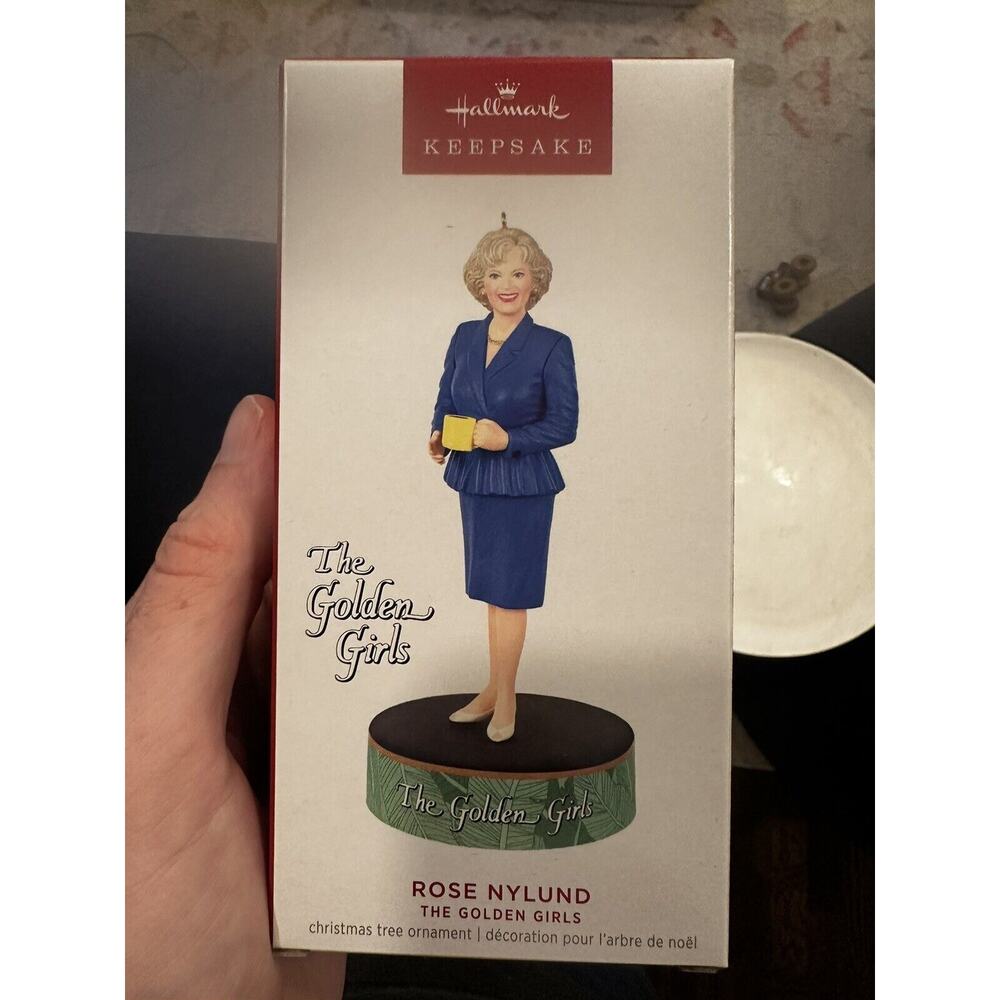 Hallmark
KEEPSAKE
The
Golden
Girls
The Golden Girls
ROSE NYLUND
THE GOLDEN GIRLS
christmas tree ornament | décoration pour l'arbre de noël